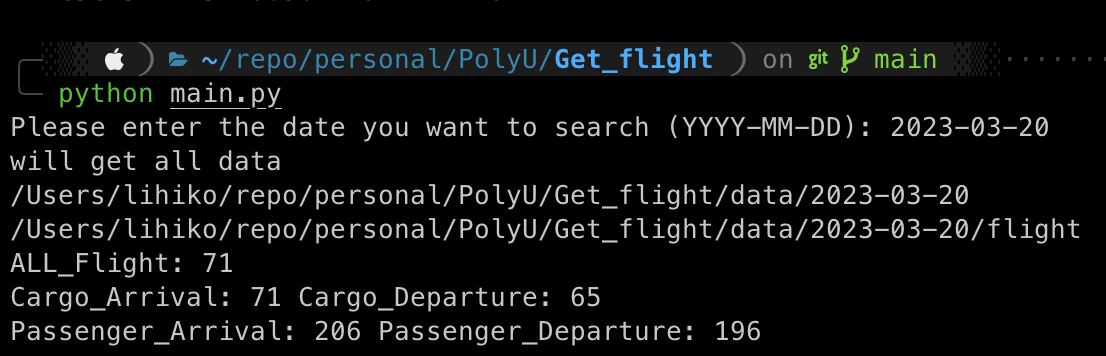 ~/repo/personal/PolyU/Get_flight on git main
python main.py
Please enter the date you want to search (YYYY-MM-DD): 2023-03-20
will get all data
/Users/lihiko/repo/personal/PolyU/Get_flight/data/2023-03-20
/Users/lihiko/repo/personal/PolyU/Get_flight/data/2023-03-20/flight
ALL_Flight: 71
Cargo_Arrival: 71 Cargo_Departure: 65
Passenger_Arrival: 206 Passenger_Departure: 196